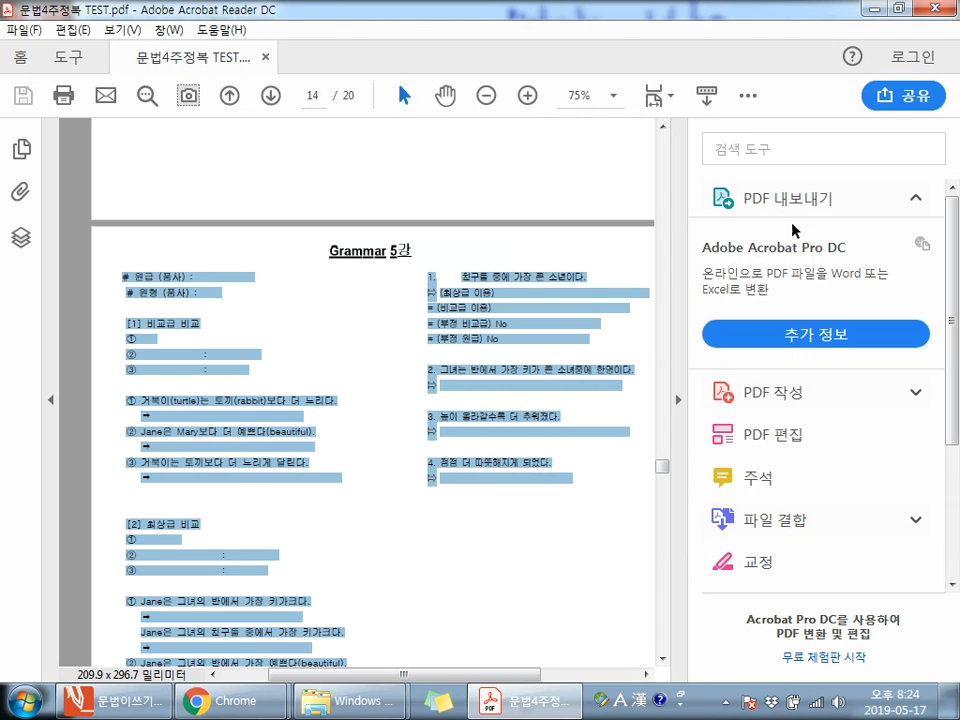 문법4주정복 TEST.pdf - Adobe Acrobat Reader DC
파일(F) 편집(E) 보기(V) 창(W) 도움말(H)
홈 도구 문법4주정복 TEST.... × 로그인
14 / 20 75% 공유
검색 도구
PDF 내보내기
Adobe Acrobat Pro DC
온라인으로 PDF 파일을 Word 또는
Excel로 변환
추가 정보
PDF 작성
PDF 편집
주석
파일 결합
교정
Acrobat Pro DC를 사용하여
PDF 변환 및 편집
무료 체험판 시작
Grammar 5강
# 원급 (품사) :
# 원형 (품사) :
[1] 비교급 비교
①
② :
③ :
① 거북이(turtle)는 토끼(rabbit)보다 더 느리다.
➡
② Jane은 Mary보다 더 예쁘다(beautiful).
➡
③ 거북이는 토끼보다 더 느리게 달린다.
➡
[2] 최상급 비교
①
② :
③ :
① Jane은 그녀의 반에서 가장 키가크다.
➡
Jane은 그녀의 친구들 중에서 가장 키가크다.
➡
② Jane은 그녀의 반에서 가장 예쁘다(beautiful).
1. 친구들 중에 가장 큰 소년이다.
⇨ (최상급 이용)
= (비교급 이용)
= (부정 비교급) No
= (부정 원급) No
2. 그녀는 반에서 가장 키가 큰 소녀중에 한명이다.
⇨
3. 높이 올라갈수록 더 추워졌다.
⇨
4. 점점 더 따뜻해지게 되었다.
⇨
209.9 x 296.7 밀리미터
문법이쓰기... Chrome Windows ... 문법4주정... A 漢 오후 8:24
2019-05-17